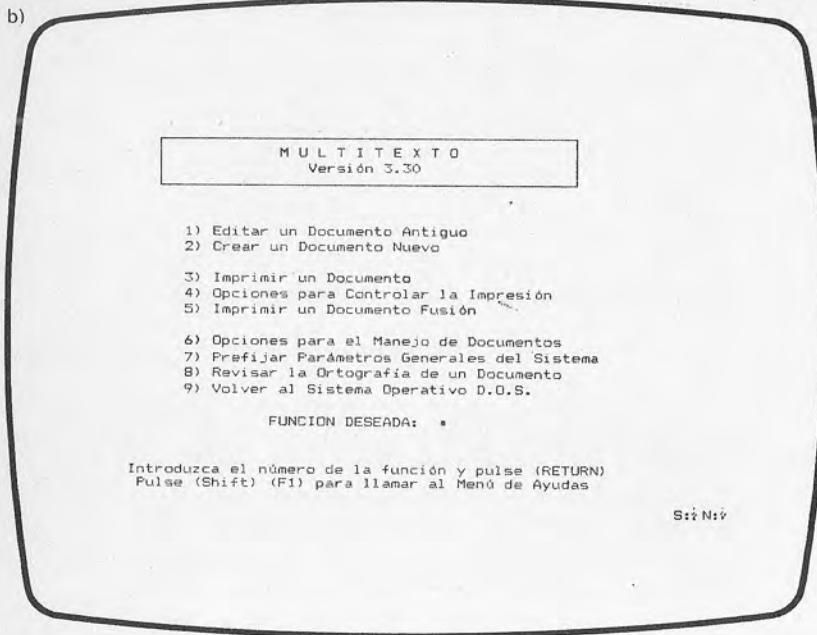 b)
M U L T I T E X T O
Versión 3.30
1) Editar un Documento Antiguo
2) Crear un Documento Nuevo
3) Imprimir un Documento
4) Opciones para Controlar la Impresión
5) Imprimir un Documento Fusión
6) Opciones para el Manejo de Documentos
7) Prefijar Parámetros Generales del Sistema
8) Revisar la Ortografía de un Documento
9) Volver al Sistema Operativo D.O.S.
FUNCION DESEADA:
Introduzca el número de la función y pulse (RETURN)
Pulse (Shift) (F1) para llamar al Menú de Ayudas
S: N: